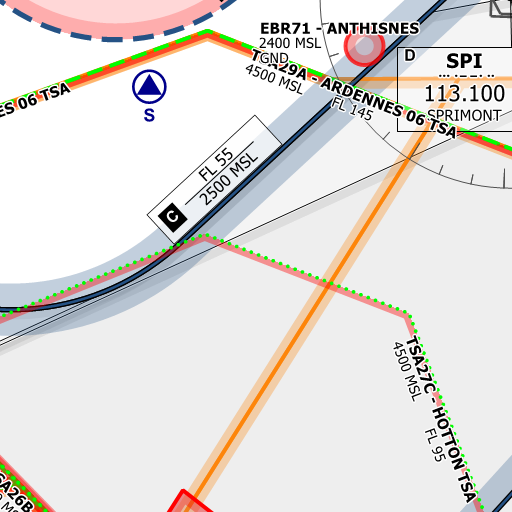 EBR71 - ANTHISNES
2400 MSL
GND
TSA29A - ARDENNES 06 TSA
4500 MSL
FL 145
D
SPI
113.100
SPRIMONT
ES 06 TSA
S
FL 55
2500 MSL
C
TSA27C - HOTTON TSA
4500 MSL
FL 95
SA26B